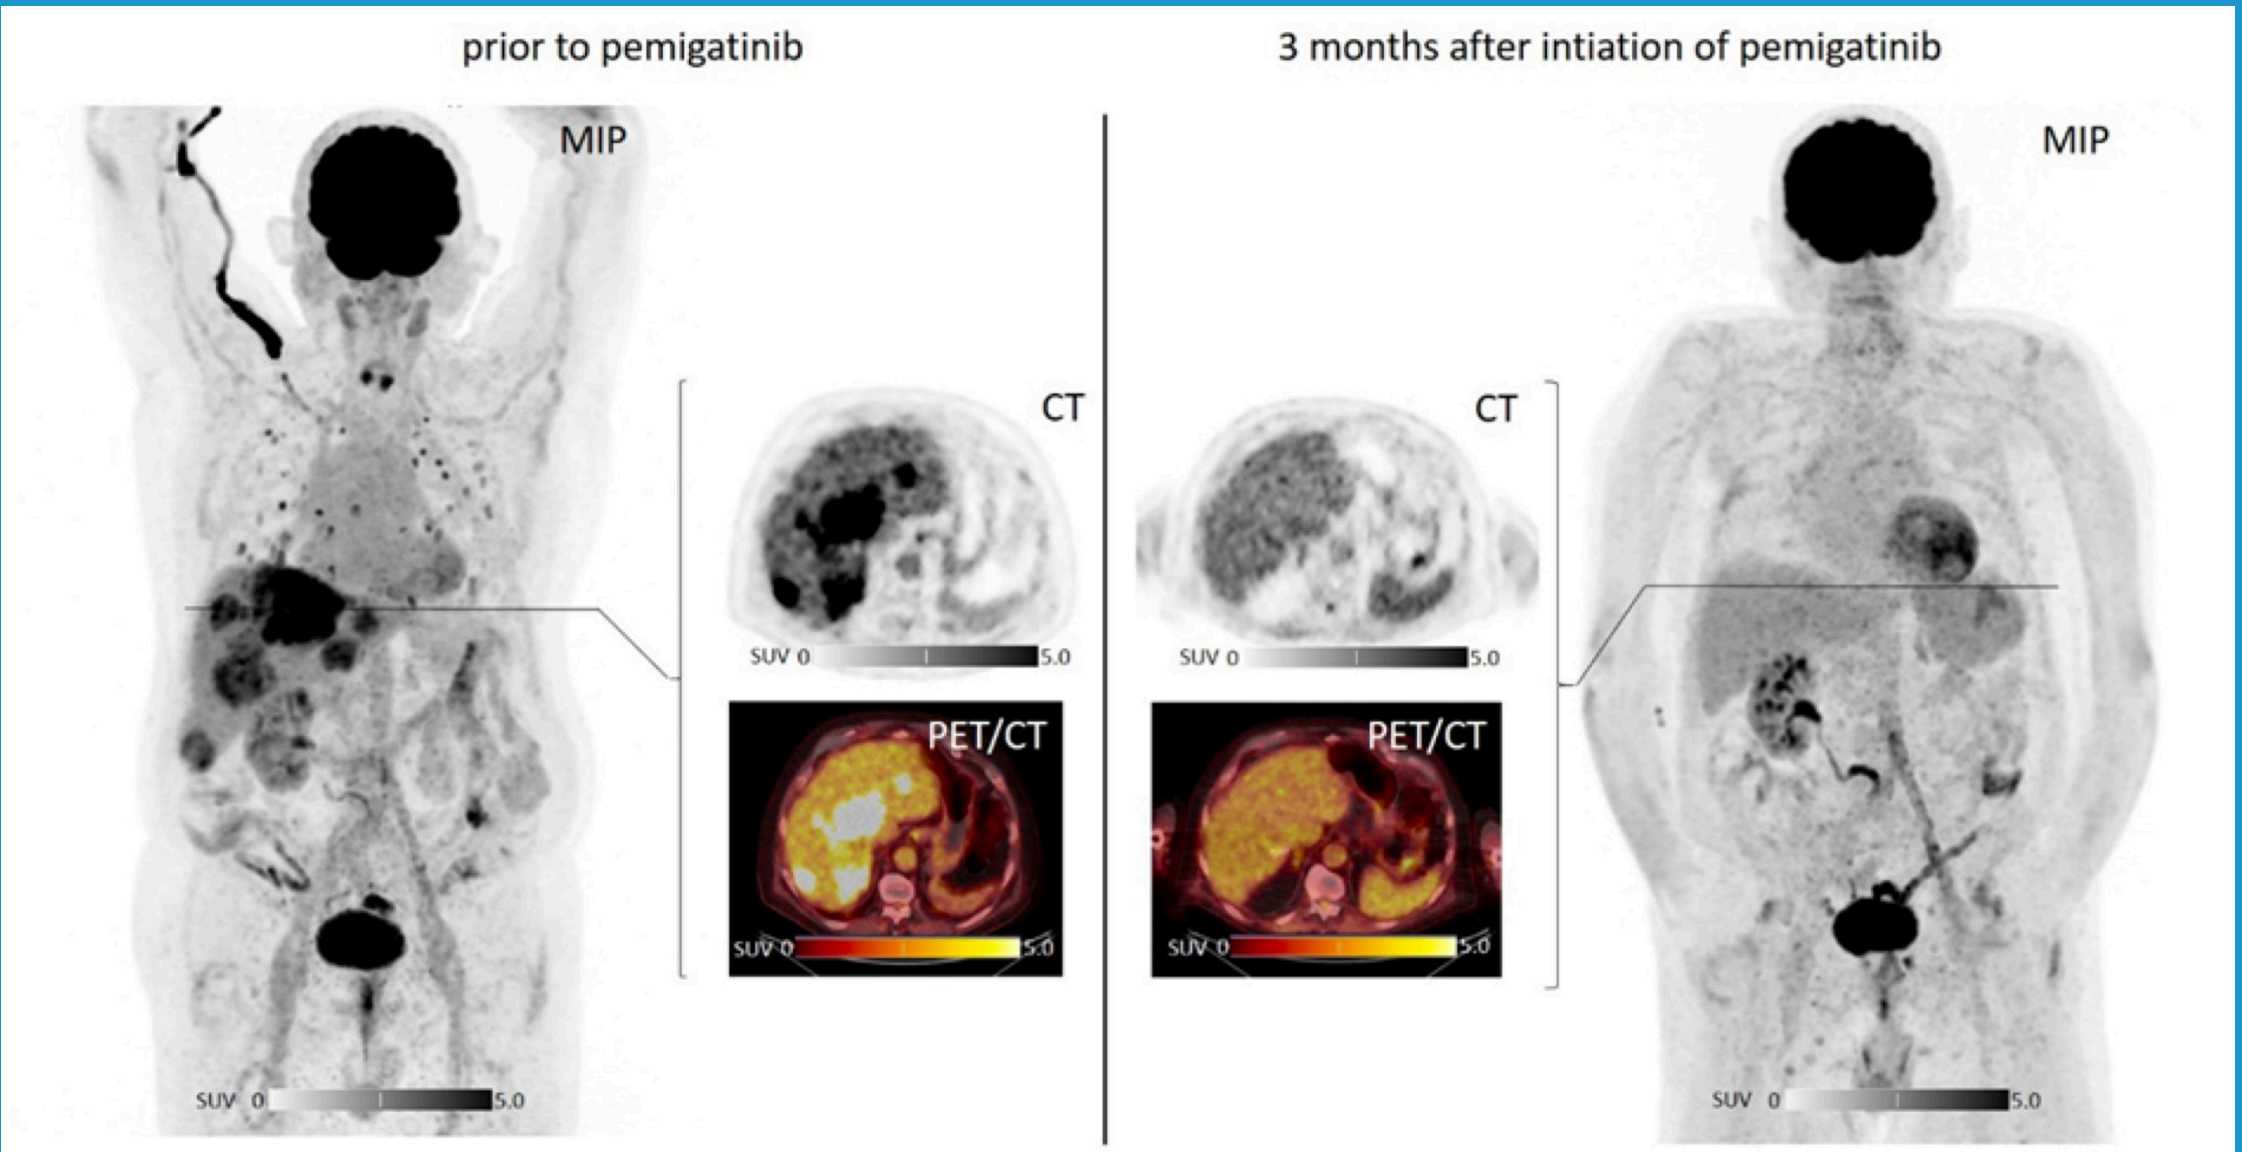 prior to pemigatinib
3 months after intiation of pemigatinib
MIP
CT
SUV 0 5.0
PET/CT
SUV 0 5.0
SUV 0 5.0
MIP
CT
SUV 0 5.0
PET/CT
SUV 0 5.0
SUV 0 5.0